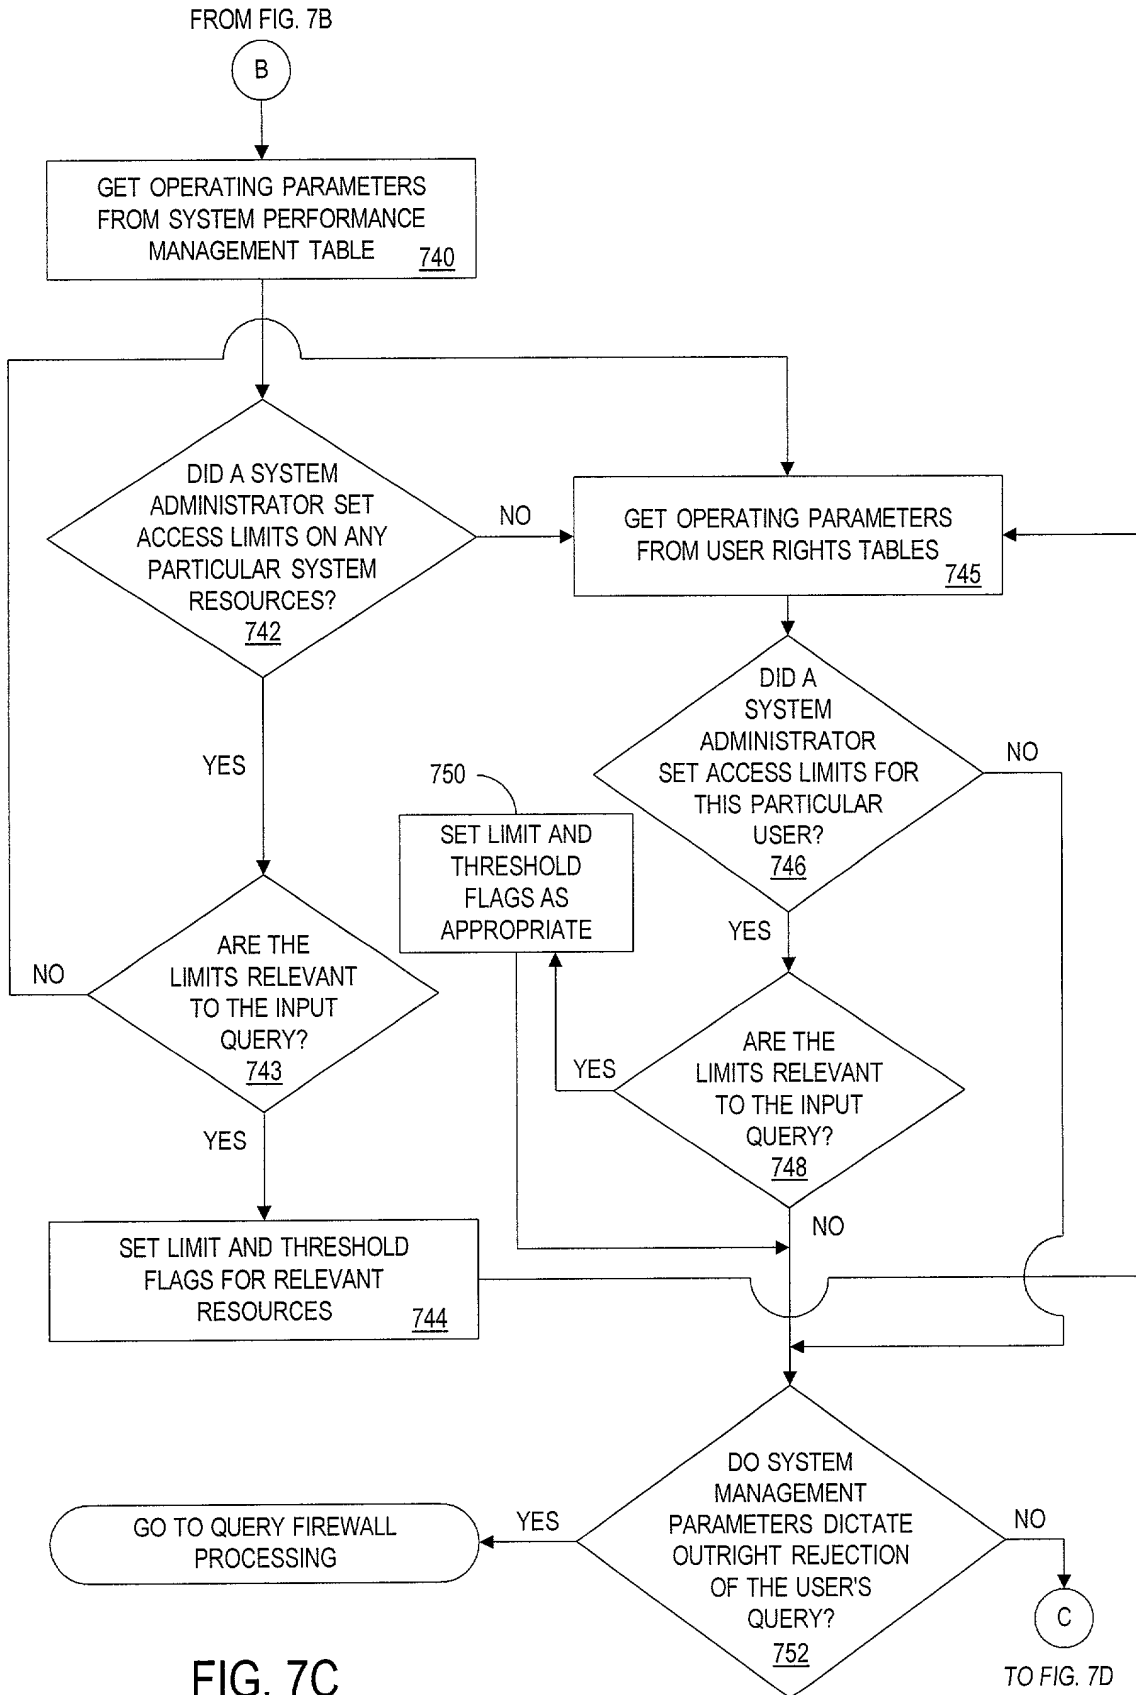 FROM FIG. 7B
B
GET OPERATING PARAMETERS
FROM SYSTEM PERFORMANCE
MANAGEMENT TABLE
740
DID A SYSTEM
ADMINISTRATOR SET
ACCESS LIMITS ON ANY
PARTICULAR SYSTEM
RESOURCES?
742
NO
GET OPERATING PARAMETERS
FROM USER RIGHTS TABLES
745
YES
DID A
SYSTEM
ADMINISTRATOR
SET ACCESS LIMITS FOR
THIS PARTICULAR
USER?
746
NO
YES
750
SET LIMIT AND
THRESHOLD
FLAGS AS
APPROPRIATE
ARE THE
LIMITS RELEVANT
TO THE INPUT
QUERY?
743
NO
YES
ARE THE
LIMITS RELEVANT
TO THE INPUT
QUERY?
748
YES
NO
SET LIMIT AND THRESHOLD
FLAGS FOR RELEVANT
RESOURCES
744
DO SYSTEM
MANAGEMENT
PARAMETERS DICTATE
OUTRIGHT REJECTION
OF THE USER'S
QUERY?
752
YES
GO TO QUERY FIREWALL
PROCESSING
NO
C
TO FIG. 7D
FIG. 7C